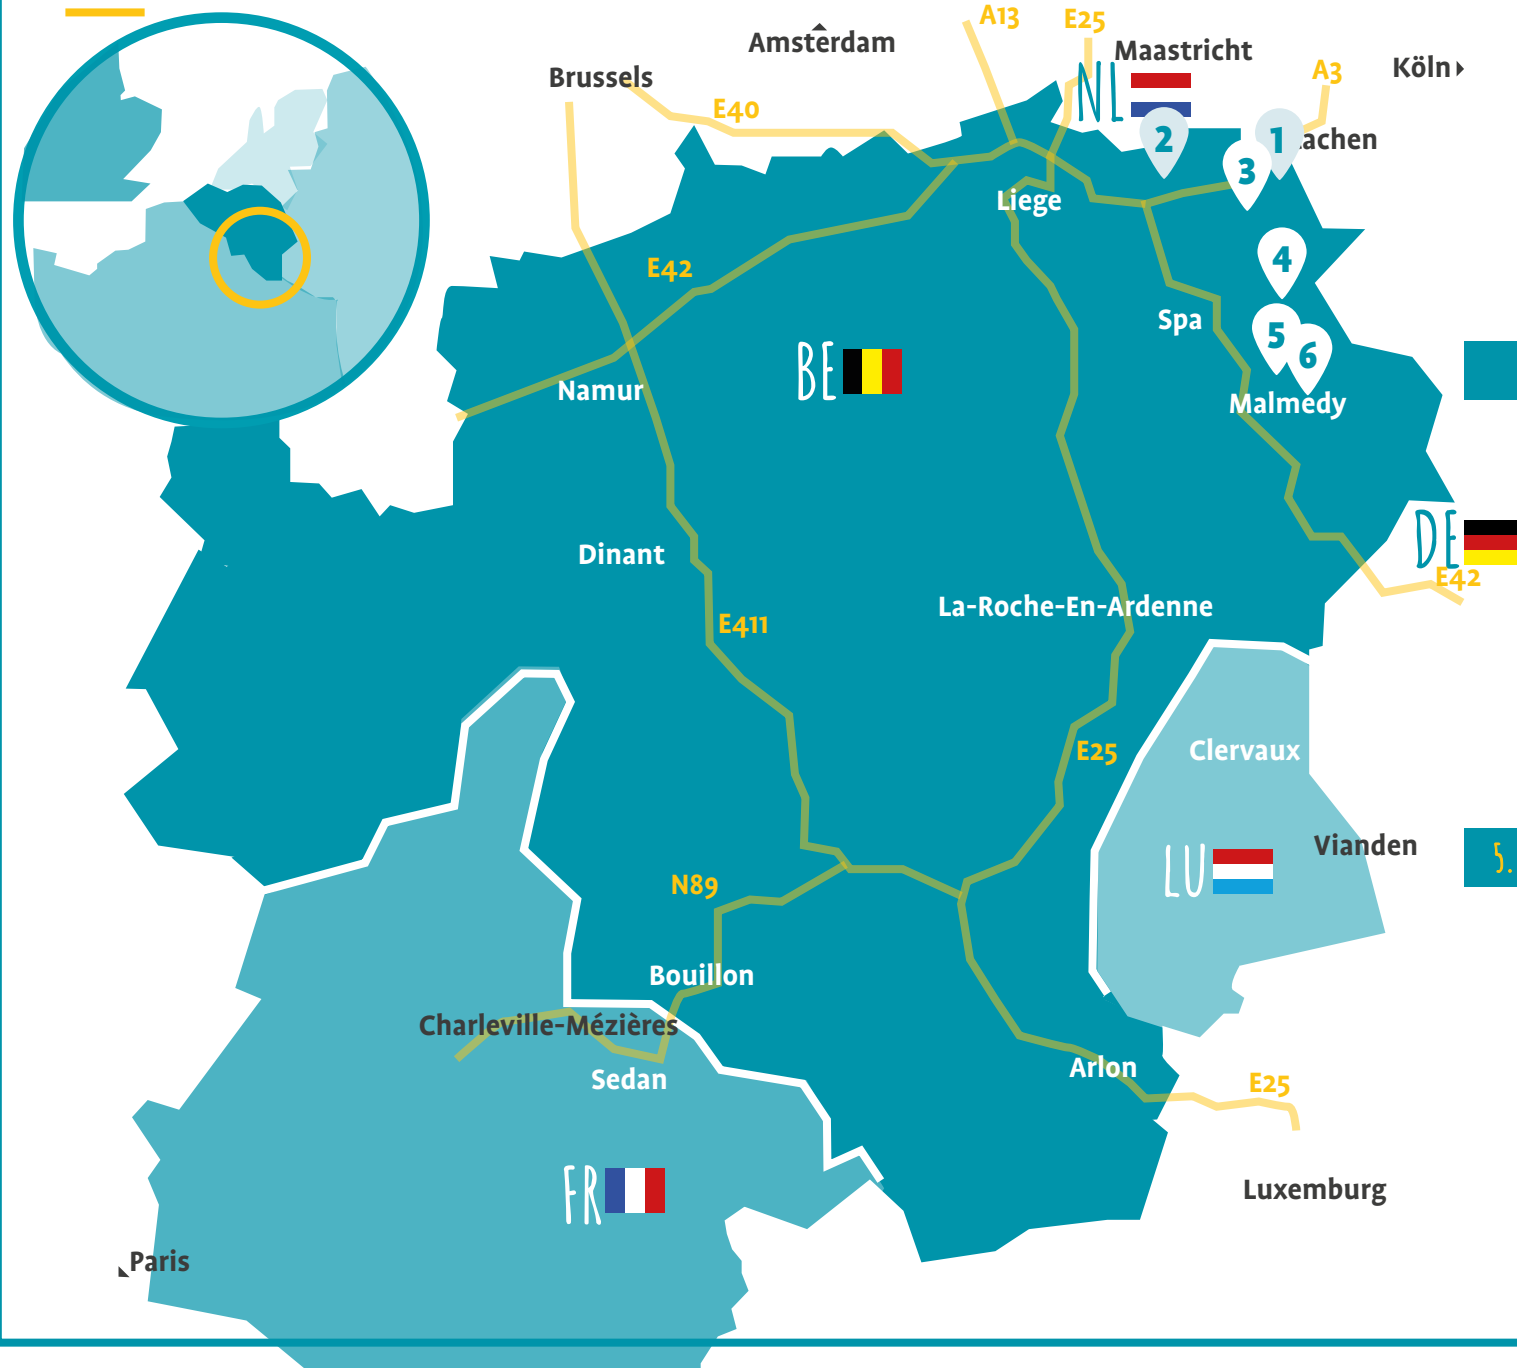 A13
E25
Amsterdam
Maastricht
Brussels
A3
Köln
NL
E40
2
1
achen
3
Liege
4
E42
Spa
5
6
BE
Namur
Malmedy
DE
Dinant
E42
La-Roche-En-Ardenne
E411
E25
Clervaux
Vianden
LU
5.
N89
Bouillon
Charleville-Mézières
Arlon
Sedan
E25
FR
Luxemburg
Paris